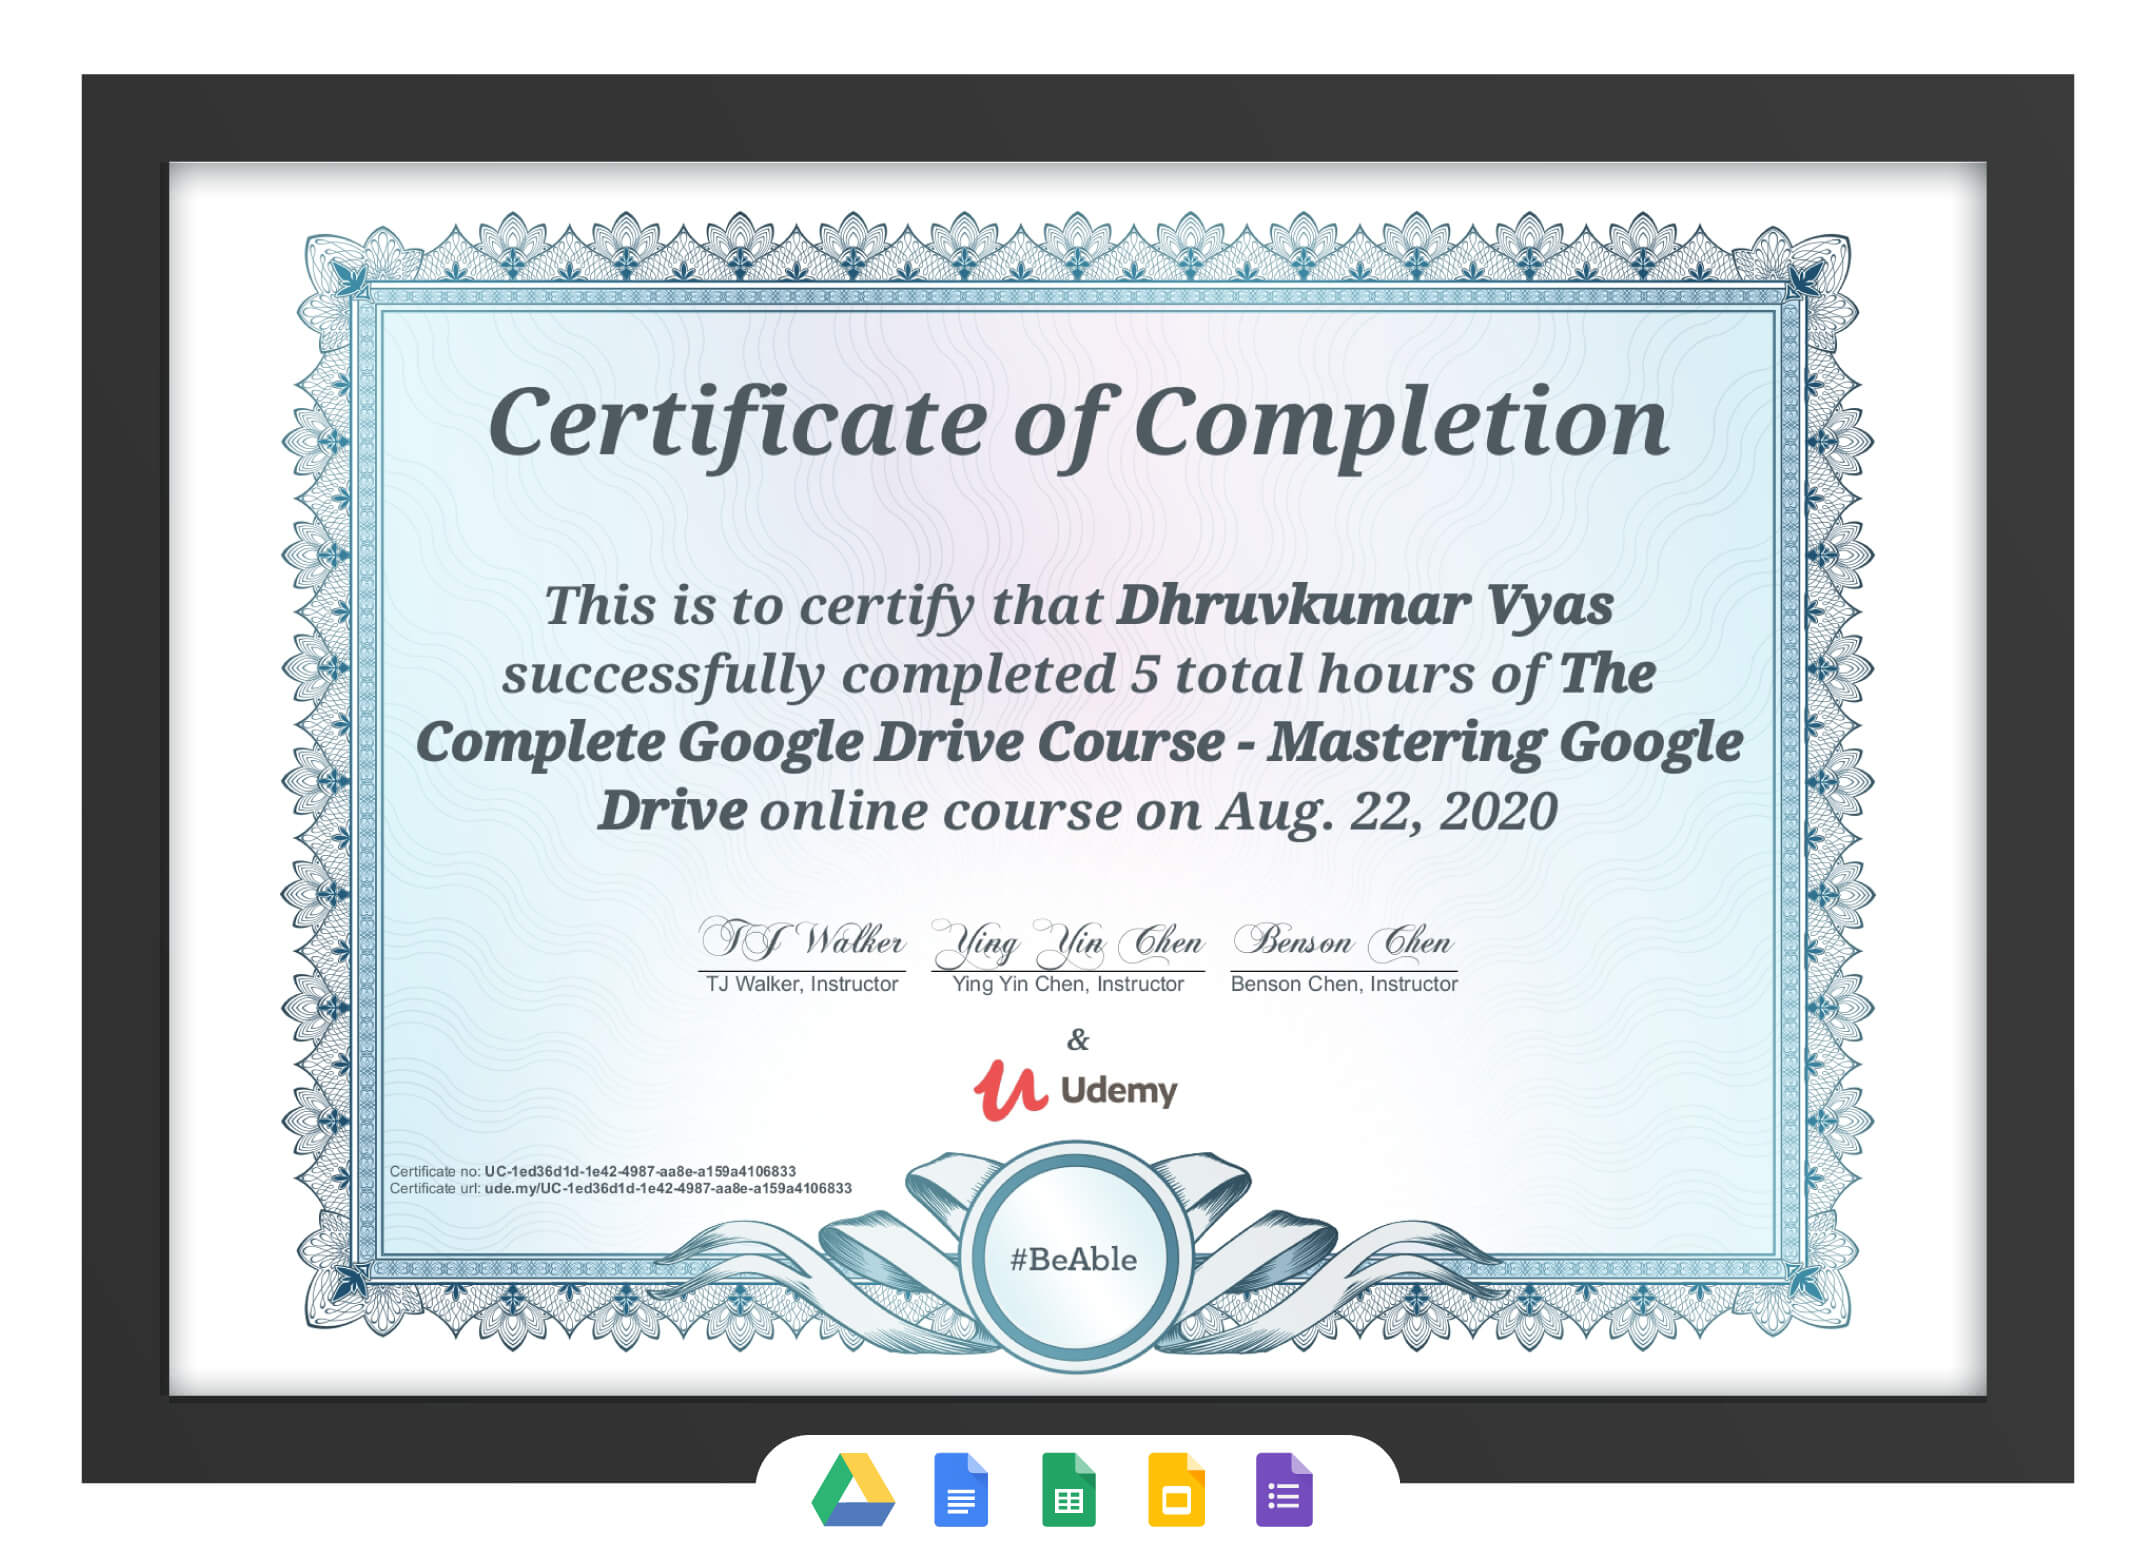 Certificate of Completion
This is to certify that Dhruvkumar Vyas
successfully completed 5 total hours of The
Complete Google Drive Course - Mastering Google
Drive online course on Aug. 22, 2020
TJ Walker Ying Yin Chen Benson Chen
TJ Walker, Instructor Ying Yin Chen, Instructor Benson Chen, Instructor
&
Udemy
Certificate no: UC-1ed36d1d-1e42-4987-aa8e-a159a4106833
Certificate url: ude.my/UC-1ed36d1d-1e42-4987-aa8e-a159a4106833
#BeAble